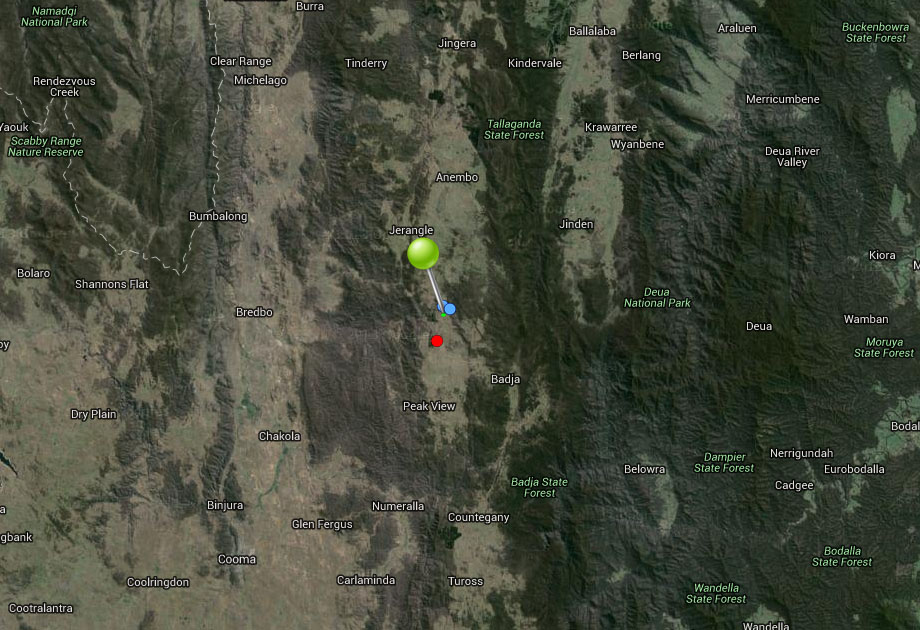 Burra
Namadgi
National Park
Ballalaba
Araluen
Buckenbowra
State Forest
Jingera
Berlang
Clear Range
Tinderry
Kindervale
Michelago
Rendezvous
Creek
Merricumbene
Yaouk
Tallaganda
State Forest
Krawarree
Wyanbene
Scabby Range
Nature Reserve
Deua River
Valley
Anembo
Bumbalong
Jinden
Jerangle
Kiora
M
Bolaro
Shannons Flat
Deua
National Park
Bredbo
Deua
Wamban
oy
Moruya
State Forest
Badja
Peak View
Dry Plain
Bodal
Chakola
Nerrigundah
Dampier
State Forest
Belowra
Eurobodalla
Cadgee
Badja State
Forest
Binjura
Numeralla
a
Countegany
Glen Fergus
gbank
Cooma
Bodalla
State Forest
Coolringdon
Carlaminda
Tuross
Wandella
State Forest
Cootralantra
Wandella